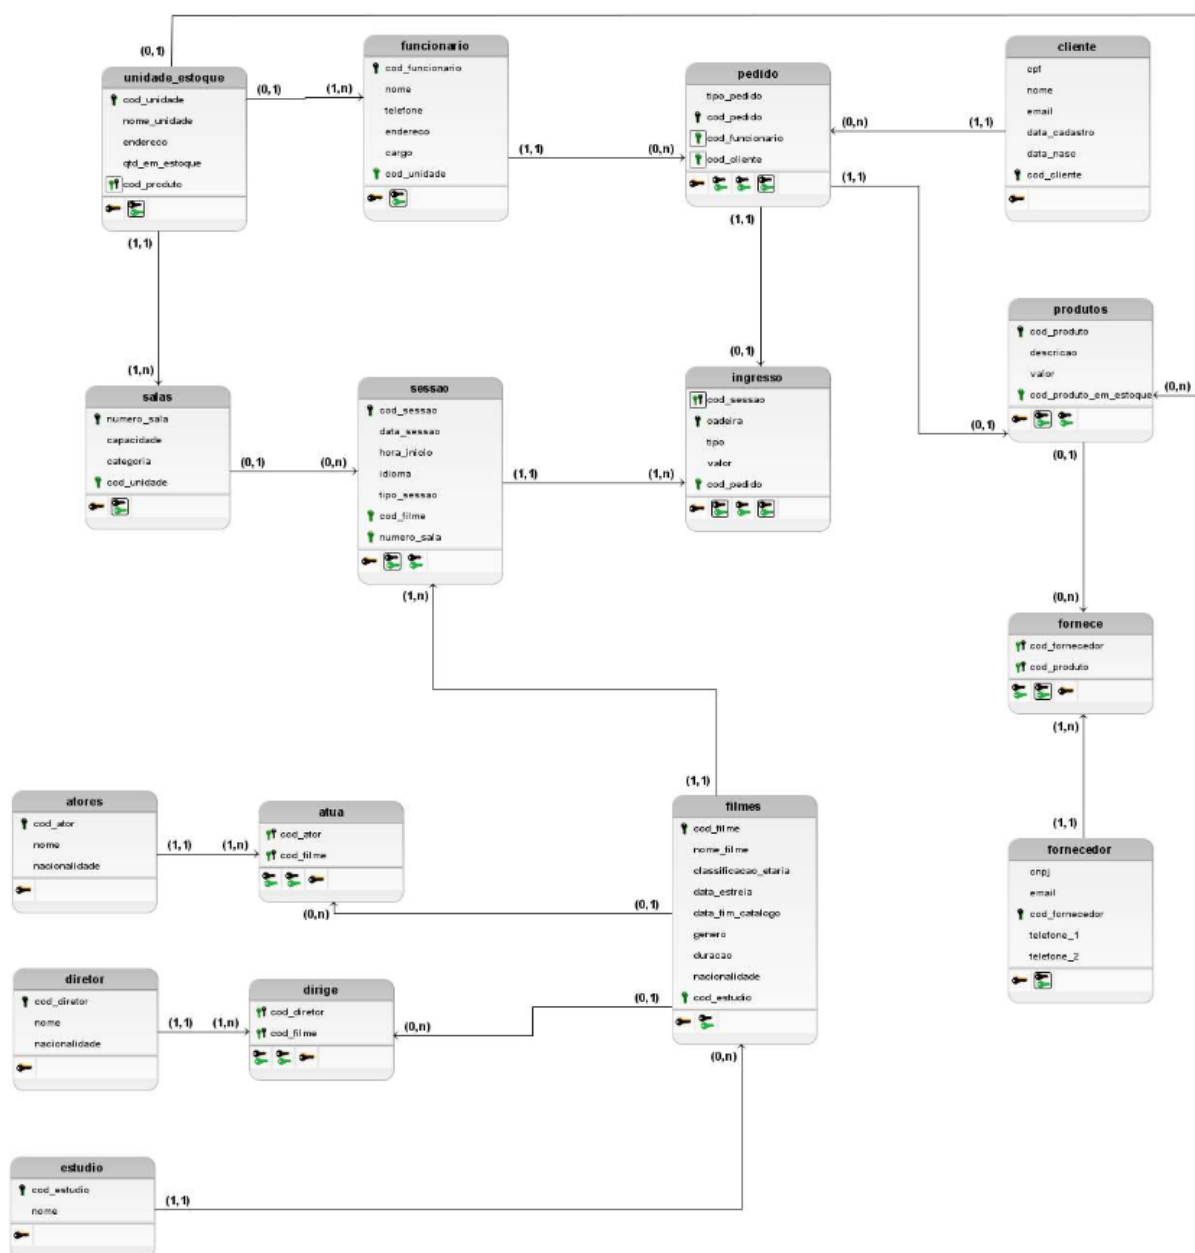 (0,1)
unidade_estoque
cod_unidade
nome_unidade
endereco
qtd_em_estoque
cod_produto
(0,1)
(1,n)
(1,1)
funcionario
cod_funcionario
nome
telefone
endereco
cargo
cod_unidade
(1,1)
(0,n)
pedido
tipo_pedido
cod_pedido
cod_funcionario
cod_cliente
(0,n)
(1,1)
(1,1)
(1,1)
cliente
cpf
nome
email
data_cadastro
data_nasc
cod_cliente
(1,n)
salas
numero_sala
capacidade
categoria
cod_unidade
(0,1)
(0,n)
sessao
cod_sessao
data_sessao
hora_inicio
idioma
tipo_sessao
cod_filme
numero_sala
(1,1)
(1,n)
(1,n)
(0,1)
ingresso
cod_sessao
cadeira
tipo
valor
cod_pedido
produtos
cod_produto
descricao
valor
cod_produto_em_estoque
(0,n)
(0,1)
(0,1)
(0,n)
fornece
cod_fornecedor
cod_produto
(1,n)
(1,1)
fornecedor
cnpj
email
cod_fornecedor
telefone_1
telefone_2
atores
cod_ator
nome
nacionalidade
(1,1)
(1,n)
atua
cod_ator
cod_filme
(0,n)
(0,1)
(1,1)
filmes
cod_filme
nome_filme
classificacao_etaria
data_estreia
data_fim_catalogo
genero
duracao
nacionalidade
cod_estudio
diretor
cod_diretor
nome
nacionalidade
(1,1)
(1,n)
dirige
cod_diretor
cod_filme
(0,n)
(0,1)
(0,n)
estudio
cod_estudio
nome
(1,1)